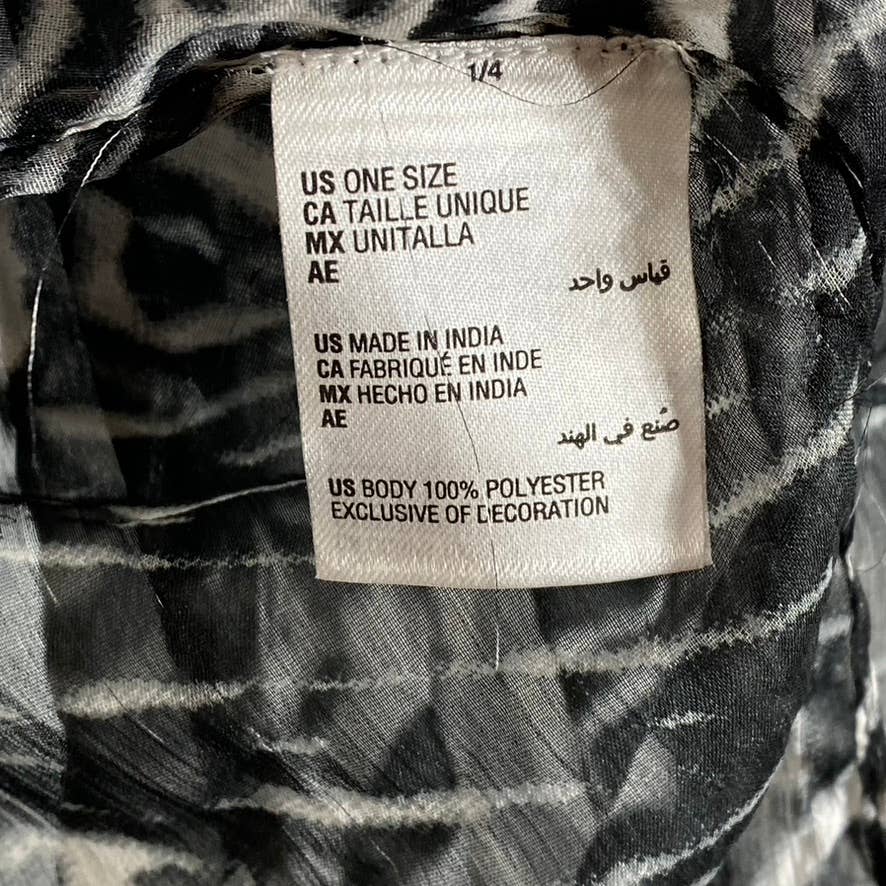 1/4
US ONE SIZE
CA TAILLE UNIQUE
MX UNITALLA
AE
قياس واحد
US MADE IN INDIA
CA FABRIQUÉ EN INDE
MX HECHO EN INDIA
AE
صُنع في الهند
US BODY 100% POLYESTER
EXCLUSIVE OF DECORATION